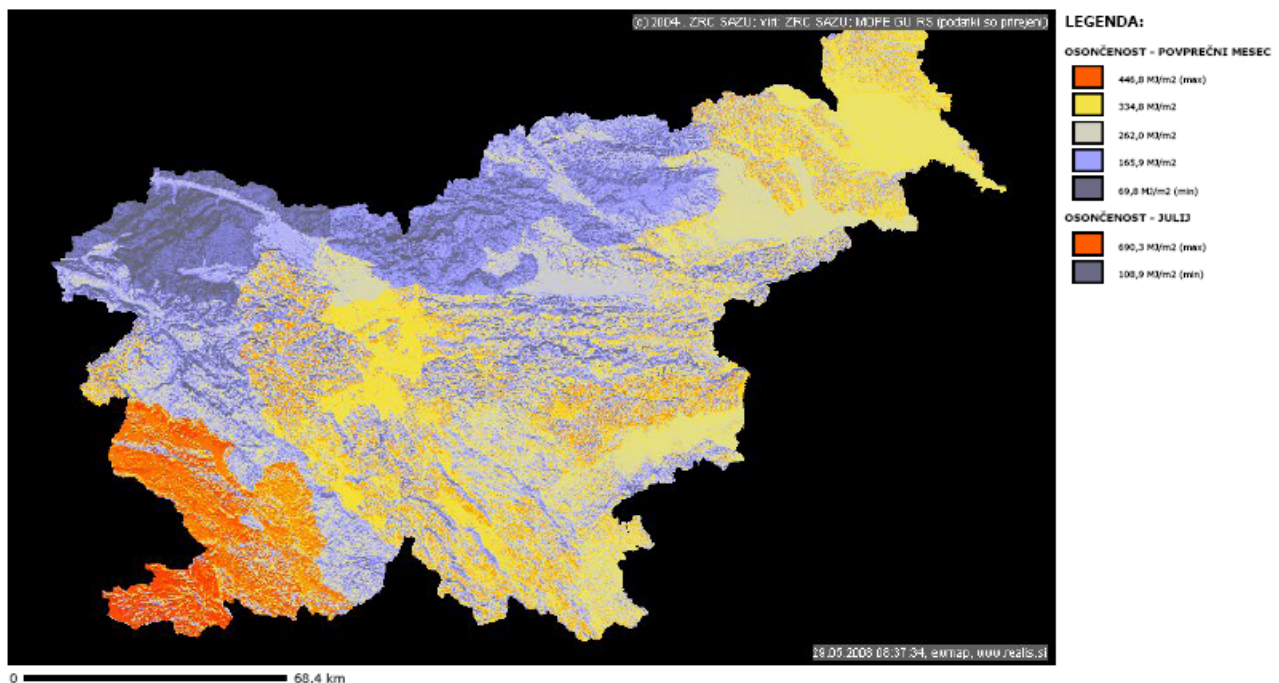 (c) 2004-, ZRC SAZU; viri: ZRC SAZU; MOPE GU RS (podatki so prirejeni)
LEGENDA:
OSONČENOST - POVPREČNI MESEC
446,8 MJ/m2 (max)
334,8 MJ/m2
262,0 MJ/m2
165,9 MJ/m2
69,8 MJ/m2 (min)
OSONČENOST - JULIJ
690,3 MJ/m2 (max)
108,9 MJ/m2 (min)
29.05.2008 08:37:34, ewmap, www.realis.si
0 68,4 km